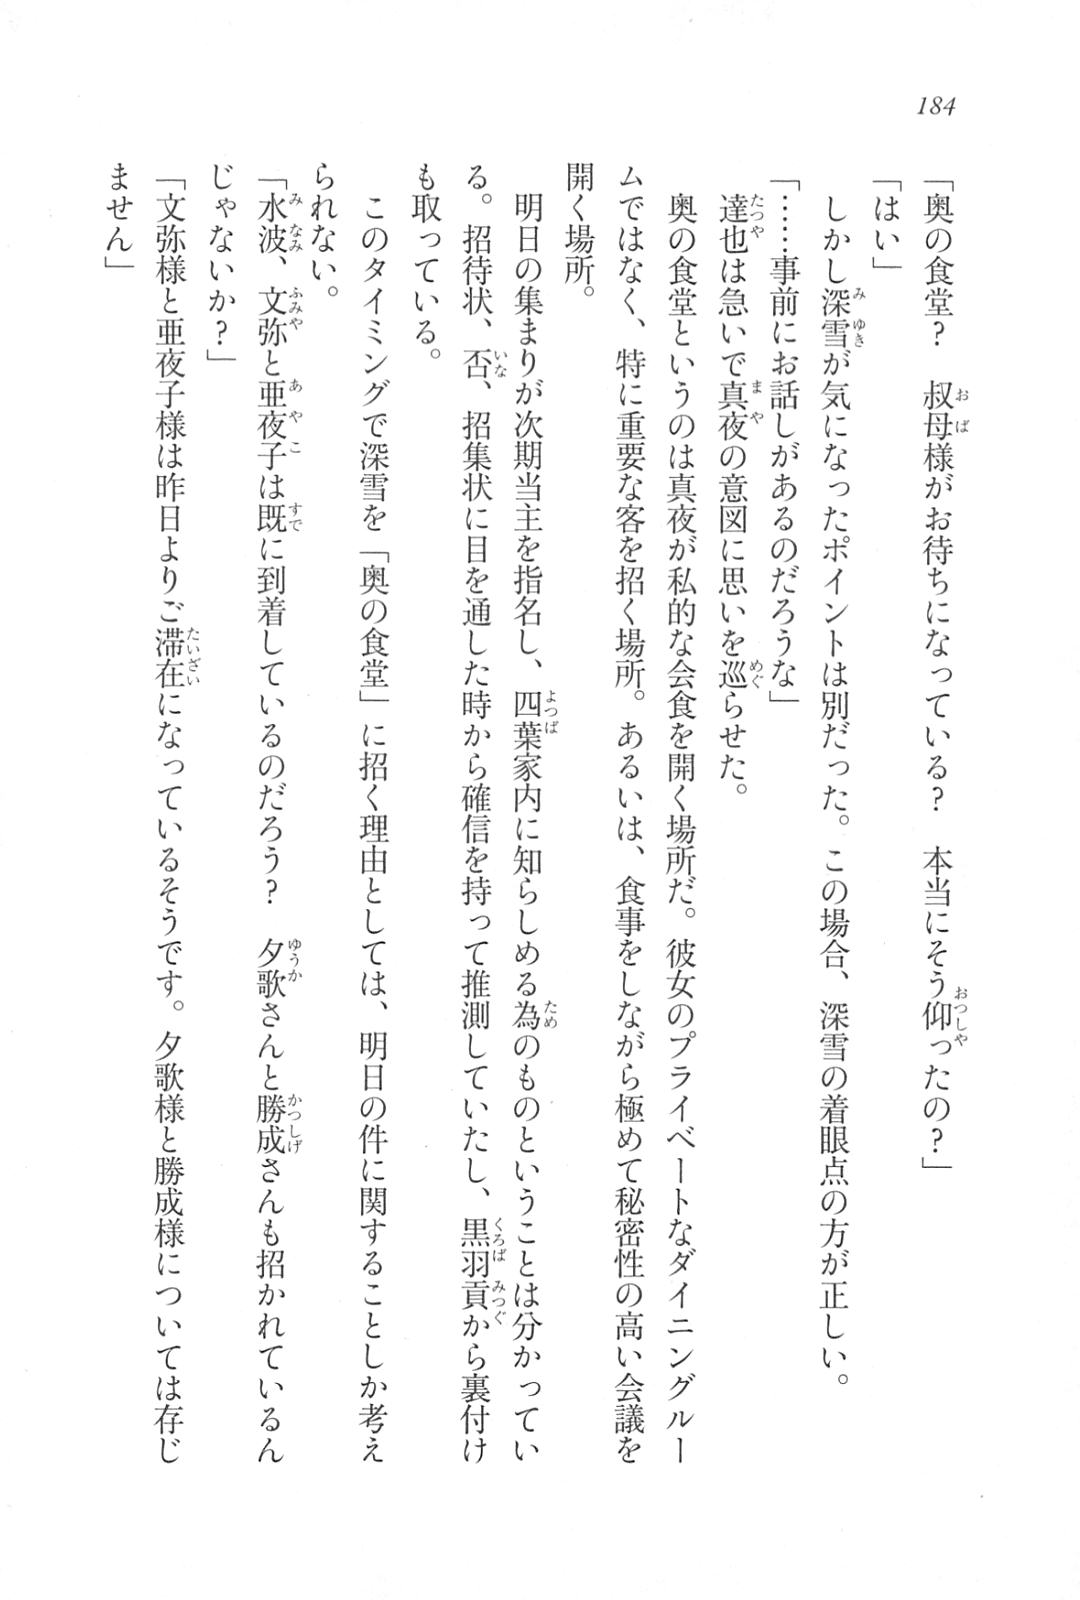 184
「奥の食堂？　叔母様がお待ちになっている？　本当にそう仰ったの？」
「はい」
　しかし深雪が気になったポイントは別だった。この場合、深雪の着眼点の方が正しい。
「……事前にお話しがあるのだろうな」
　達也は急いで真夜の意図に思いを巡らせた。
　奥の食堂というのは真夜が私的な会食を開く場所だ。彼女のプライベートなダイニングルー
ムではなく、特に重要な客を招く場所。あるいは、食事をしながら極めて秘密性の高い会議を
開く場所。
　明日の集まりが次期当主を指名し、四葉家内に知らしめる為のものということは分かってい
る。招待状、否、招集状に目を通した時から確信を持って推測していたし、黒羽貢から裏付け
も取っている。
　このタイミングで深雪を「奥の食堂」に招く理由としては、明日の件に関することしか考え
られない。
「水波、文弥と亜夜子は既に到着しているのだろう？　夕歌さんと勝成さんも招かれているん
じゃないか？」
「文弥様と亜夜子様は昨日よりご滞在になっているそうです。夕歌様と勝成様については存じ
ません」